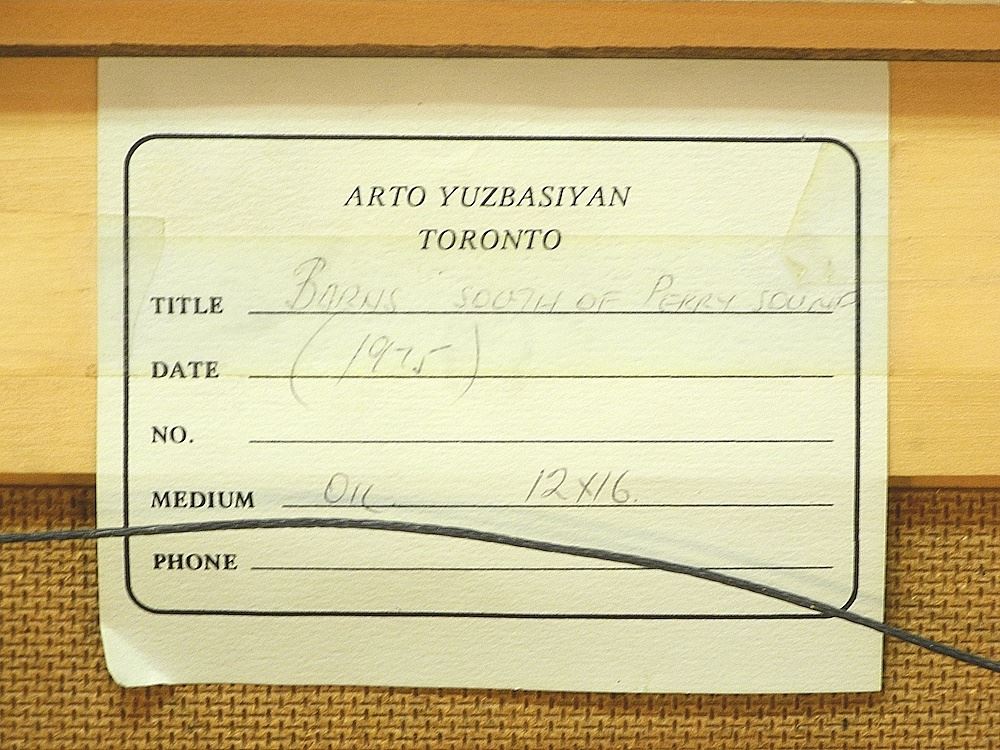 ARTO YUZBASIYAN
TORONTO
TITLE BARNS SOUTH OF PERRY SOUND
DATE (1975)
NO.
MEDIUM OIL 12X16.
PHONE